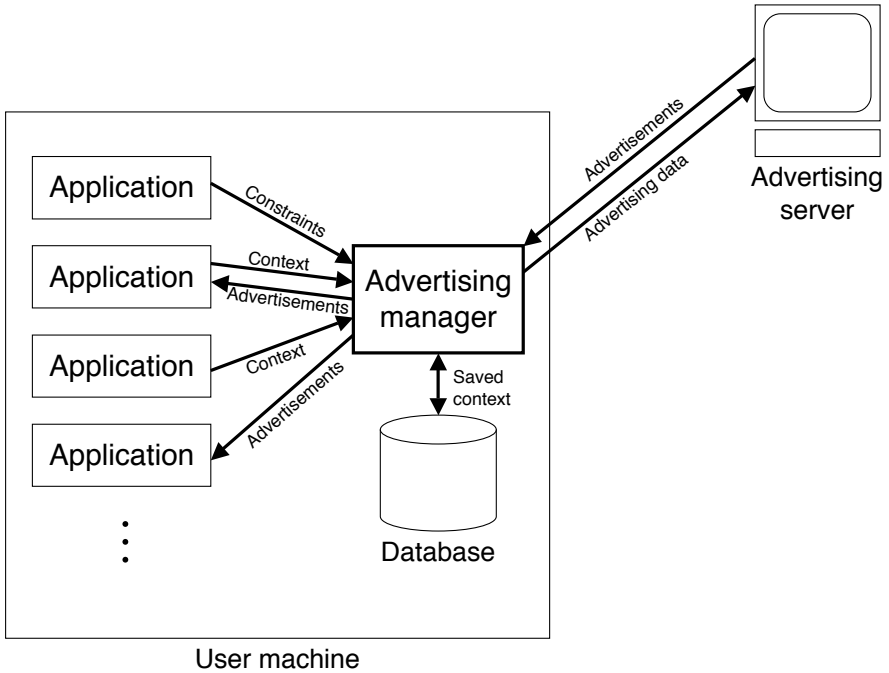 Advertisements
Advertising data
Advertising
server
Application
Constraints
Application
Context
Advertisements
Advertising
manager
Application
Context
Saved
context
Application
Advertisements
Database
User machine